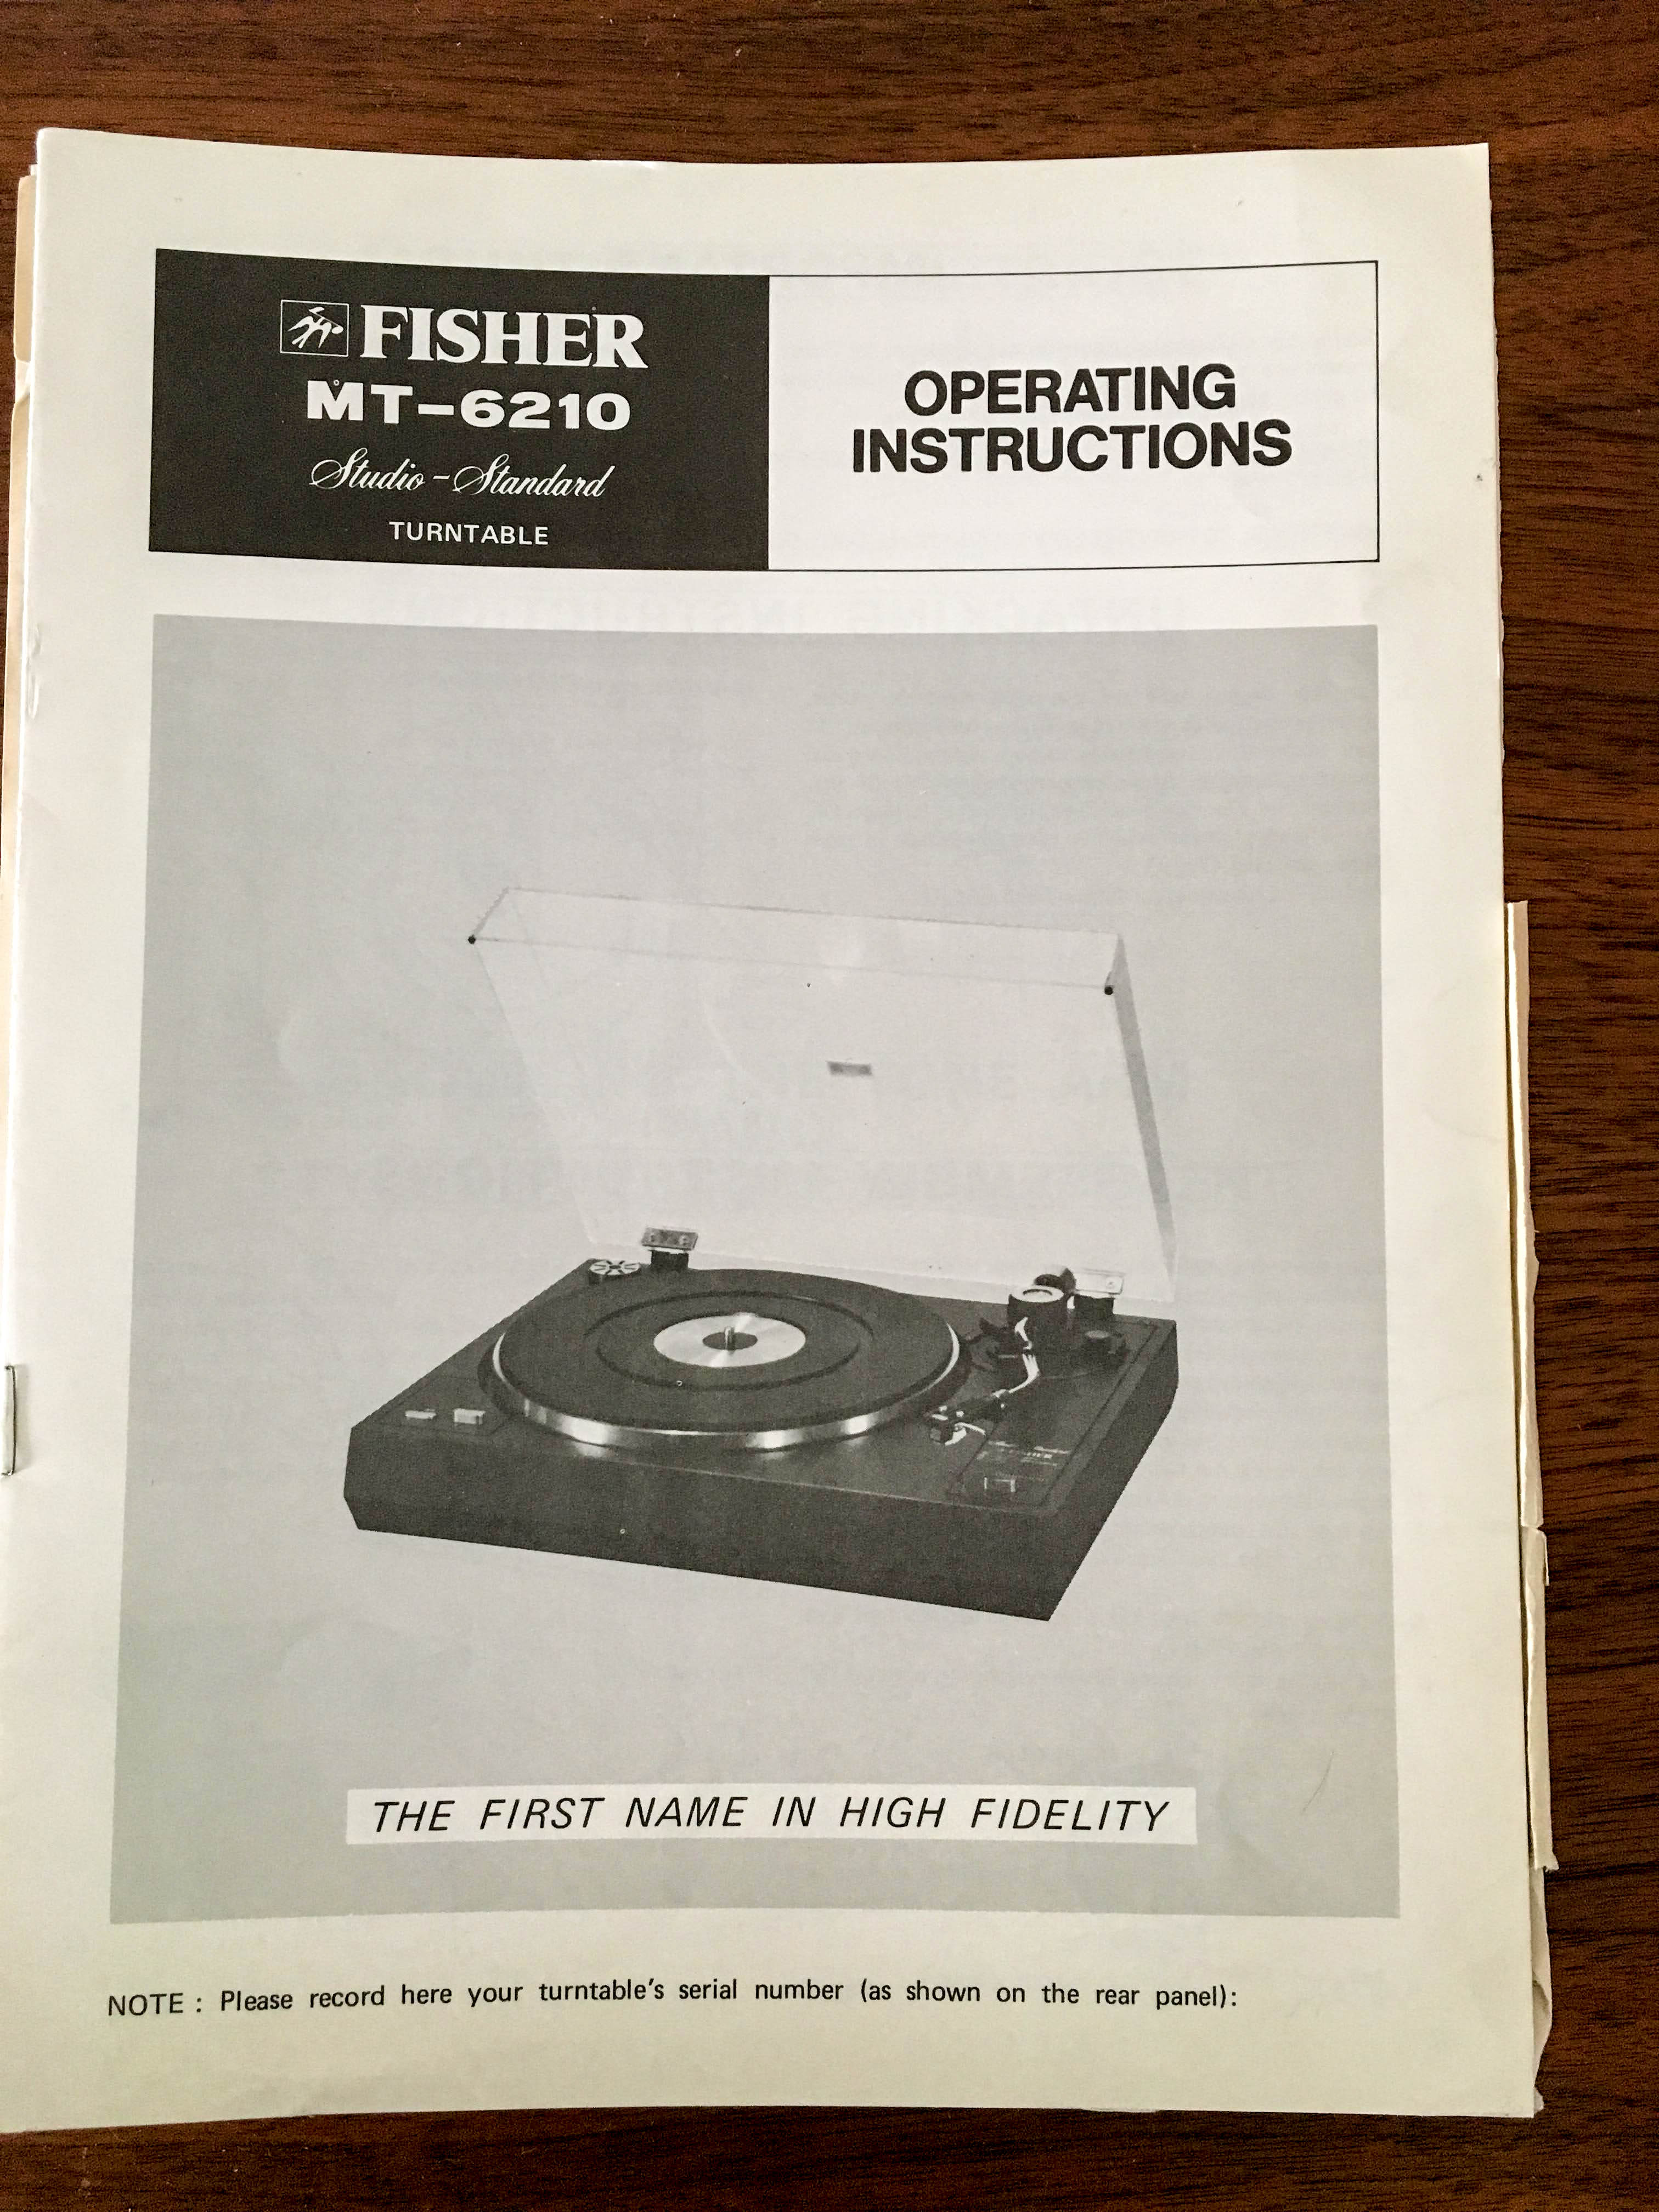 FISHER
MT-6210
Studio-Standard
TURNTABLE
OPERATING
INSTRUCTIONS
THE FIRST NAME IN HIGH FIDELITY
NOTE : Please record here your turntable's serial number (as shown on the rear panel):